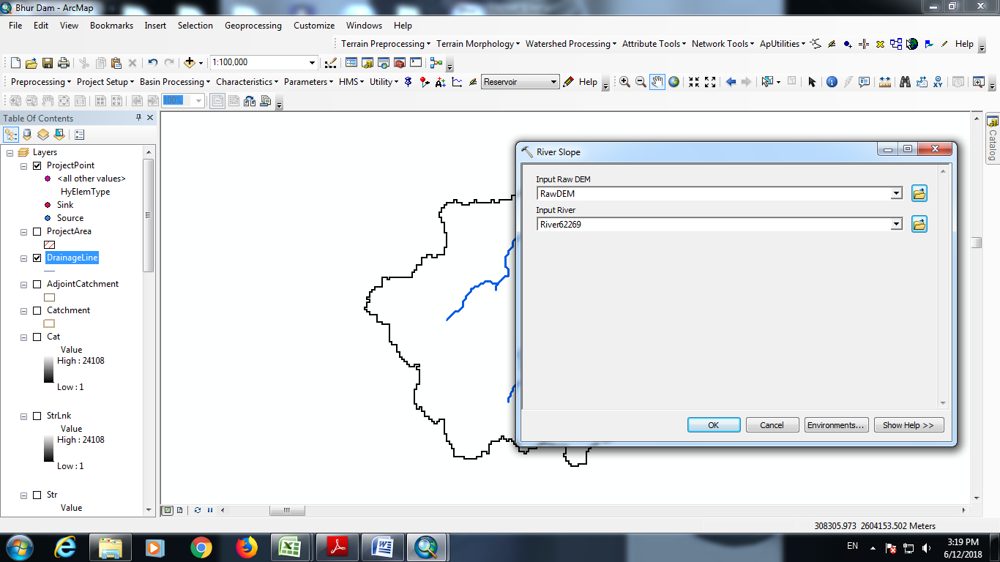 Bhur Dam - ArcMap
File Edit View Bookmarks Insert Selection Geoprocessing Customize Windows Help
Terrain Preprocessing Terrain Morphology Watershed Processing Attribute Tools Network Tools ApUtilities Help
1:100,000
Preprocessing Project Setup Basin Processing Characteristics Parameters HMS Utility Reservoir Help
100%
Table Of Contents
Layers
ProjectPoint
<all other values>
HyElemType
Sink
Source
ProjectArea
DrainageLine
AdjointCatchment
Catchment
Cat
Value
High : 24108
Low : 1
StrLnk
Value
High : 24108
Low : 1
Str
Value
River Slope
Input Raw DEM
RawDEM
Input River
River62269
OK Cancel Environments... Show Help >>
Catalog
308305.973 2604153.502 Meters
EN
3:19 PM
6/12/2018